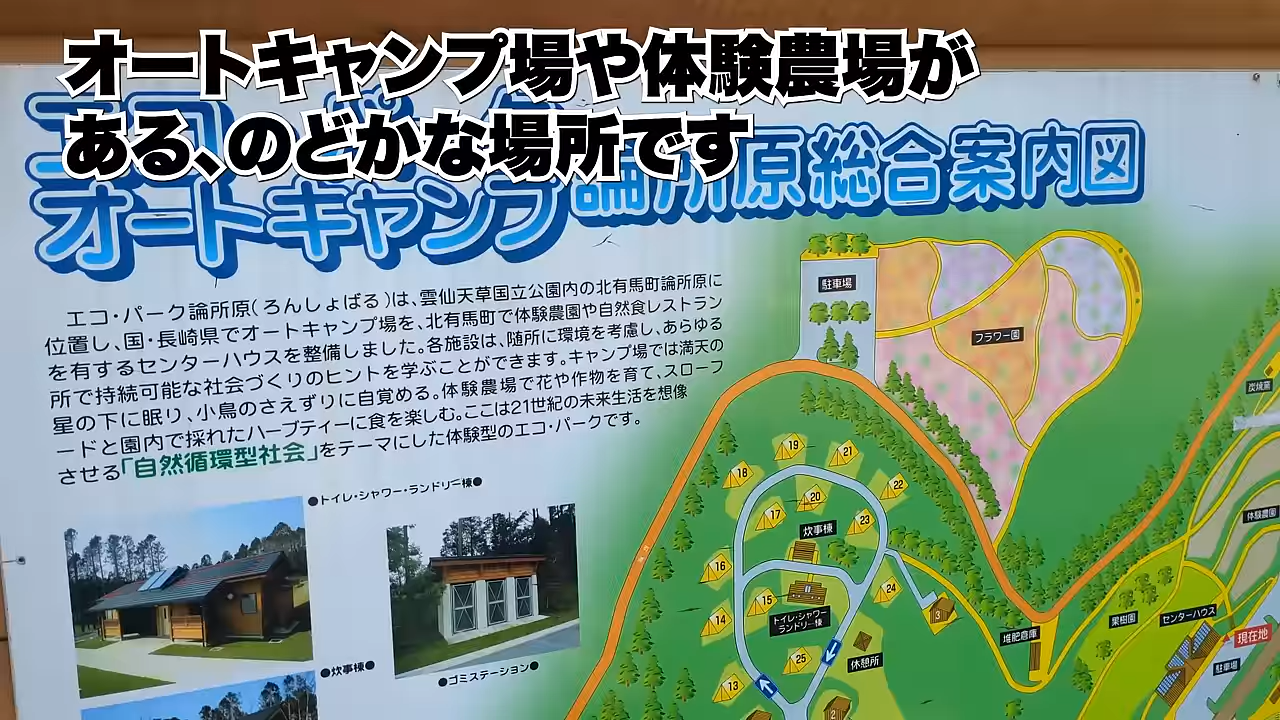 オートキャンプ場や体験農場が
ある、のどかな場所です
オートキャンプ論所原総合案内図
エコ・パーク論所原(ろんしょばる)は、雲仙天草国立公園内の北有馬町論所原に
位置し、国・長崎県でオートキャンプ場を、北有馬町で体験農園や自然食レストラン
を有するセンターハウスを整備しました。各施設は、随所に環境を考慮し、あらゆる
所で持続可能な社会づくりのヒントを学ぶことができます。キャンプ場では満天の
星の下に眠り、小鳥のさえずりに自覚める。体験農場で花や作物を育て、スローフ
ードと園内で採れたハーブティーに食を楽しむ。ここは21世紀の未来生活を想像
させる「自然循環型社会」をテーマにした体験型のエコ・パークです。
●トイレ・シャワー・ランドリー棟●
●炊事棟●
●ゴミステーション●
駐車場
フラワー園
炭焼窯
体験農園
19
21
18
20
22
17
23
炊事棟
16
15
24
トイレ・シャワー
ランドリー棟
14
3
25
休憩所
13
2
堆肥倉庫
果樹園
センターハウス
現在地
駐車場